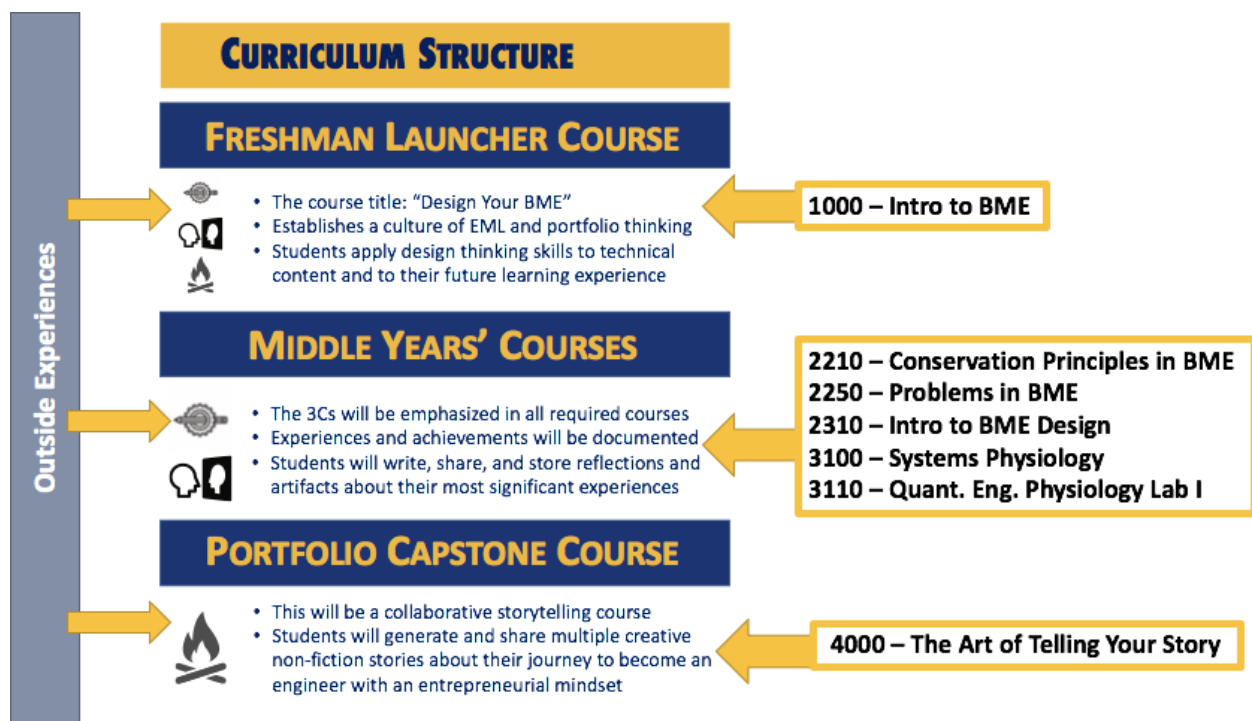 CURRICULUM STRUCTURE
Outside Experiences
FRESHMAN LAUNCHER COURSE
• The course title: “Design Your BME”
• Establishes a culture of EML and portfolio thinking
• Students apply design thinking skills to technical
content and to their future learning experience
1000 – Intro to BME
MIDDLE YEARS’ COURSES
• The 3Cs will be emphasized in all required courses
• Experiences and achievements will be documented
• Students will write, share, and store reflections and
artifacts about their most significant experiences
2210 – Conservation Principles in BME
2250 – Problems in BME
2310 – Intro to BME Design
3100 – Systems Physiology
3110 – Quant. Eng. Physiology Lab I
PORTFOLIO CAPSTONE COURSE
• This will be a collaborative storytelling course
• Students will generate and share multiple creative
non-fiction stories about their journey to become an
engineer with an entrepreneurial mindset
4000 – The Art of Telling Your Story